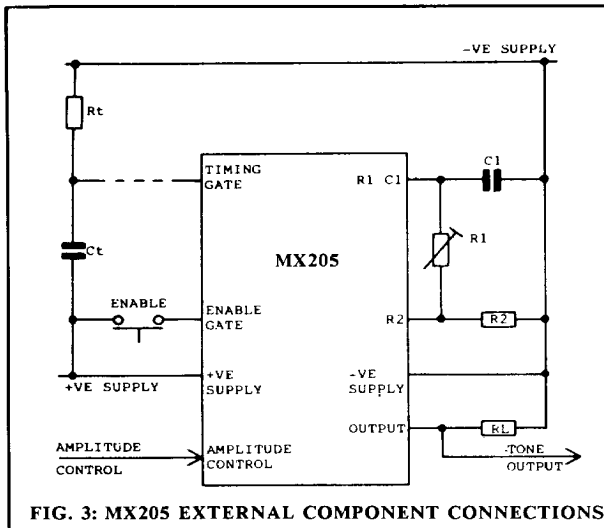 -VE SUPPLY
Rt
TIMING
GATE
R1 C1
C1
R1
Ct
MX205
ENABLE
ENABLE
GATE
R2
R2
+VE SUPPLY
+VE
SUPPLY
-VE
SUPPLY
OUTPUT
RL
AMPLITUDE
CONTROL
AMPLITUDE
CONTROL
TONE
OUTPUT
FIG. 3: MX205 EXTERNAL COMPONENT CONNECTIONS